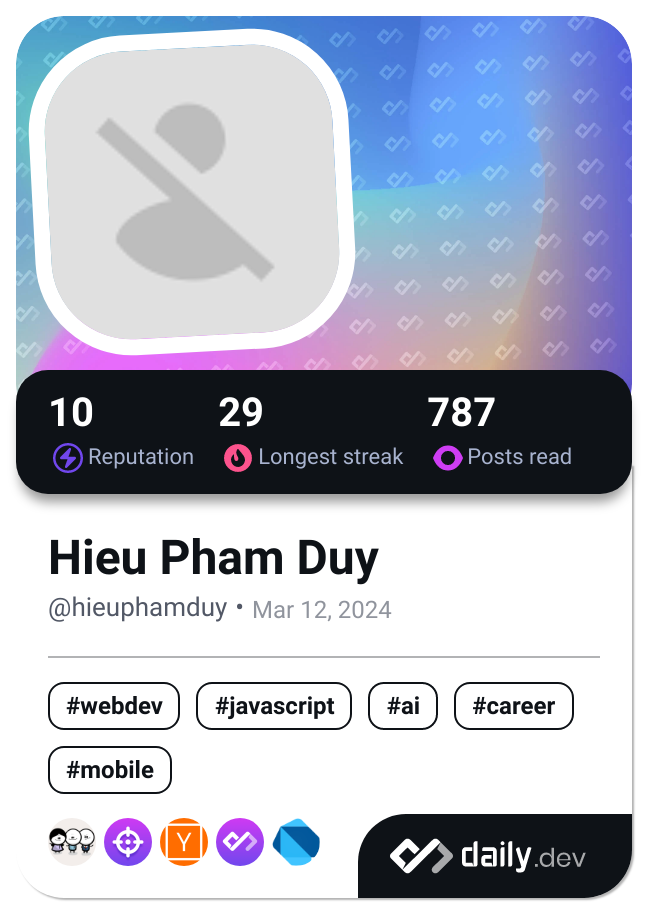 10 29 787
Reputation Longest streak Posts read
Hieu Pham Duy
@hieuphamduy • Mar 12, 2024
#webdev #javascript #ai #career
#mobile
Y
daily.dev